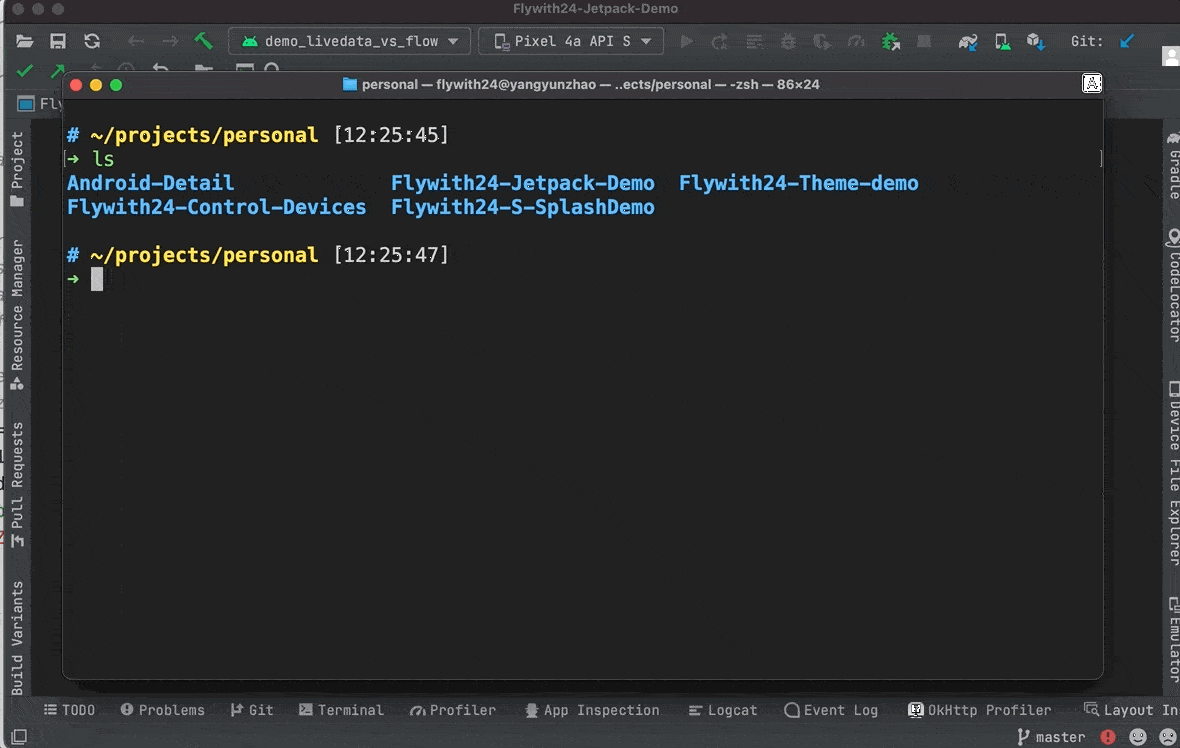 Flywith24-Jetpack-Demo
demo_livedata_vs_flow
Pixel 4a API S
Git:
personal — flywith24@yangyunzhao — ..ects/personal — -zsh — 86×24
A
Fly
# ~/projects/personal [12:25:45]
[➜ ls ]
Android-Detail Flywith24-Jetpack-Demo Flywith24-Theme-demo
Flywith24-Control-Devices Flywith24-S-SplashDemo
# ~/projects/personal [12:25:47]
➜
Project
Resource Manager
Pull Requests
Build Variants
Gradle
CodeLocator
Device File Explorer
Emulator
TODO Problems Git Terminal Profiler App Inspection Logcat Event Log OkHttp Profiler Layout In
master